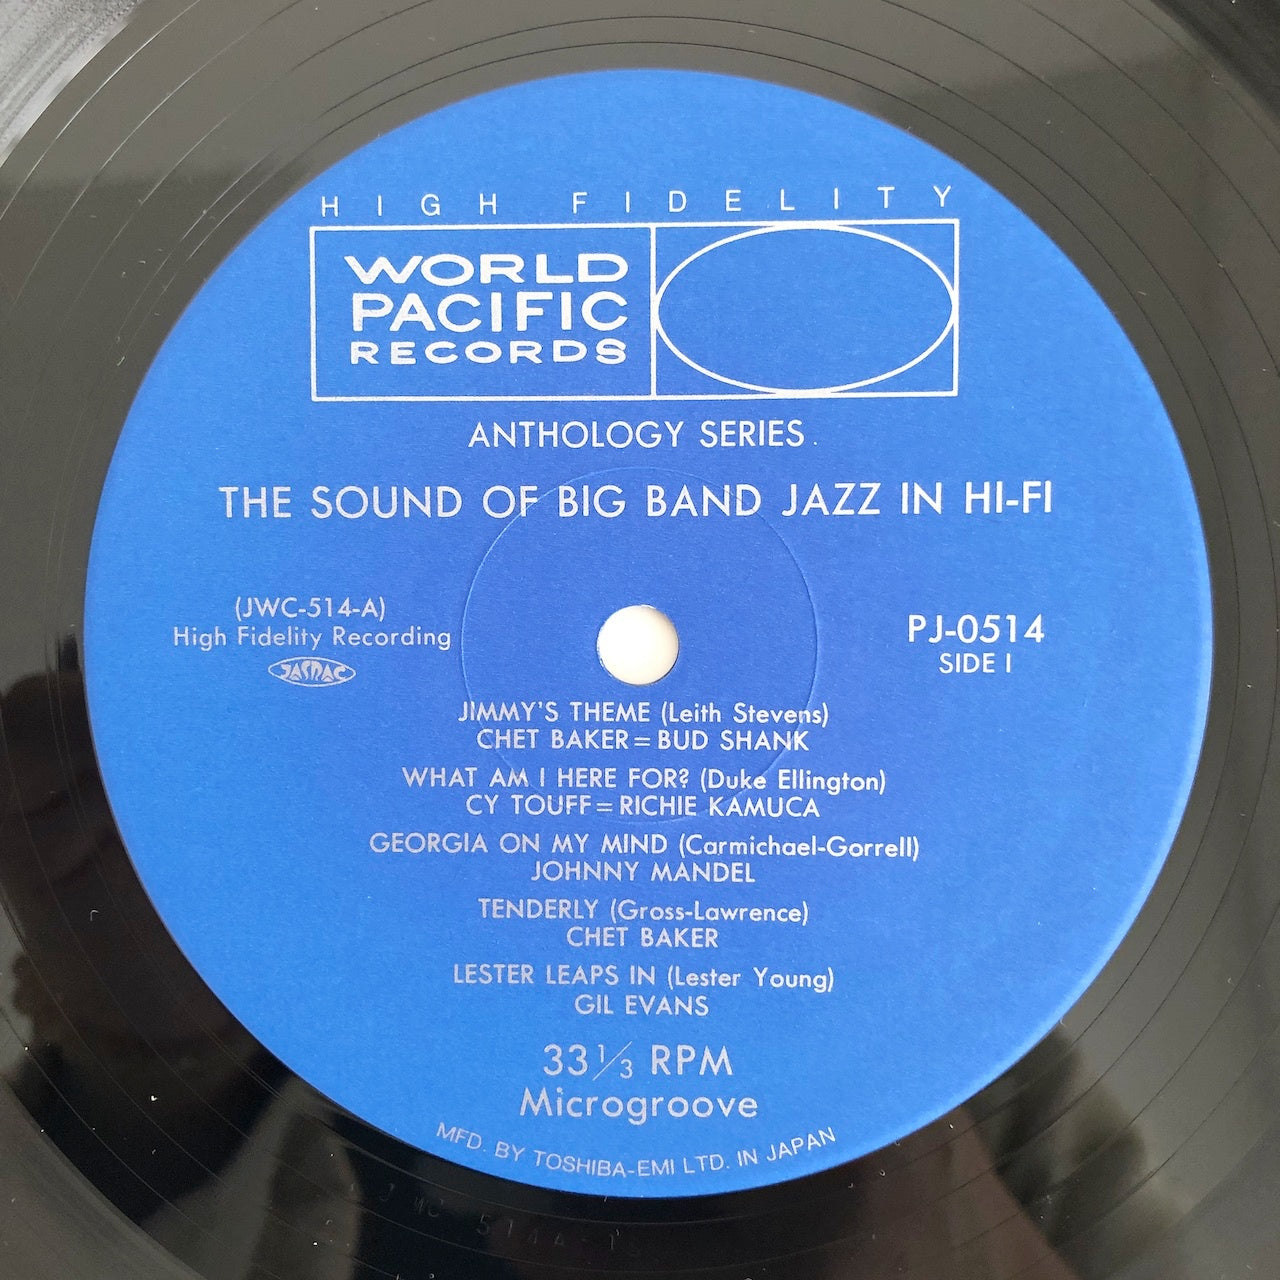 HIGH FIDELITY
WORLD
PACIFIC
RECORDS
ANTHOLOGY SERIES
THE SOUND OF BIG BAND JAZZ IN HI-FI
(JWC-514-A)
High Fidelity Recording
JASRAC
PJ-0514
SIDE I
JIMMY'S THEME (Leith Stevens)
CHET BAKER=BUD SHANK
WHAT AM I HERE FOR? (Duke Ellington)
CY TOUFF=RICHIE KAMUCA
GEORGIA ON MY MIND (Carmichael-Gorrell)
JOHNNY MANDEL
TENDERLY (Gross-Lawrence)
CHET BAKER
LESTER LEAPS IN (Lester Young)
GIL EVANS
33 1/3 RPM
Microgroove
MFD. BY TOSHIBA-EMI LTD. IN JAPAN